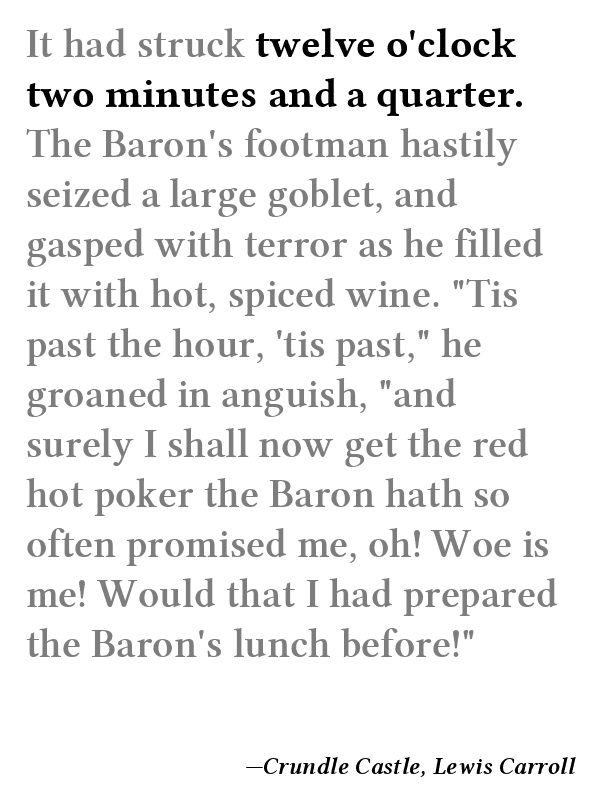 It had struck twelve o'clock
two minutes and a quarter.
The Baron's footman hastily
seized a large goblet, and
gasped with terror as he filled
it with hot, spiced wine. "Tis
past the hour, 'tis past," he
groaned in anguish, "and
surely I shall now get the red
hot poker the Baron hath so
often promised me, oh! Woe is
me! Would that I had prepared
the Baron's lunch before!"
—Crundle Castle, Lewis Carroll